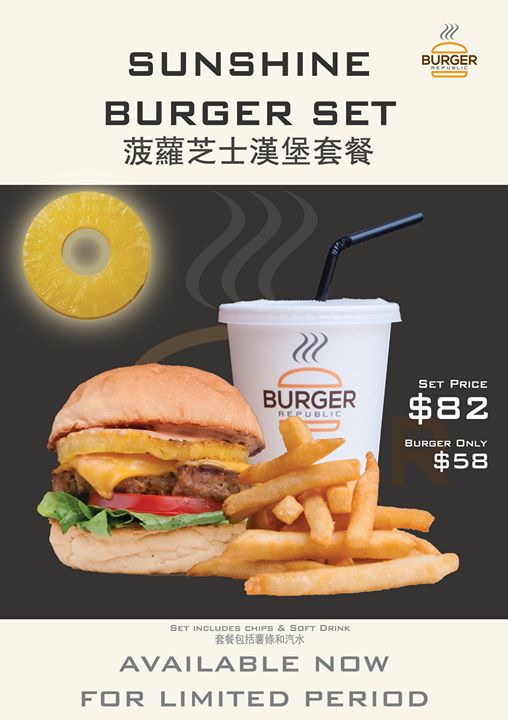 SUNSHINE
BURGER SET
菠蘿芝士漢堡套餐
BURGER
REPUBLIC
BURGER
REPUBLIC
SET PRICE
$82
BURGER ONLY
$58
SET INCLUDES CHIPS & SOFT DRINK
套餐包括薯條和汽水
AVAILABLE NOW
FOR LIMITED PERIOD